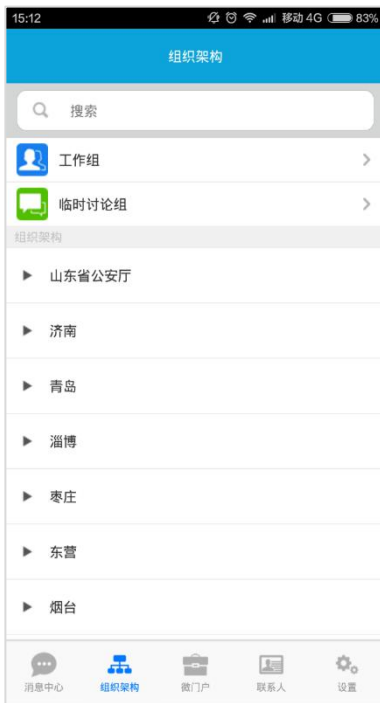 15:12 移动 4G 83%
组织架构
搜索
工作组
临时讨论组
组织架构
山东省公安厅
济南
青岛
淄博
枣庄
东营
烟台
消息中心 组织架构 微门户 联系人 设置